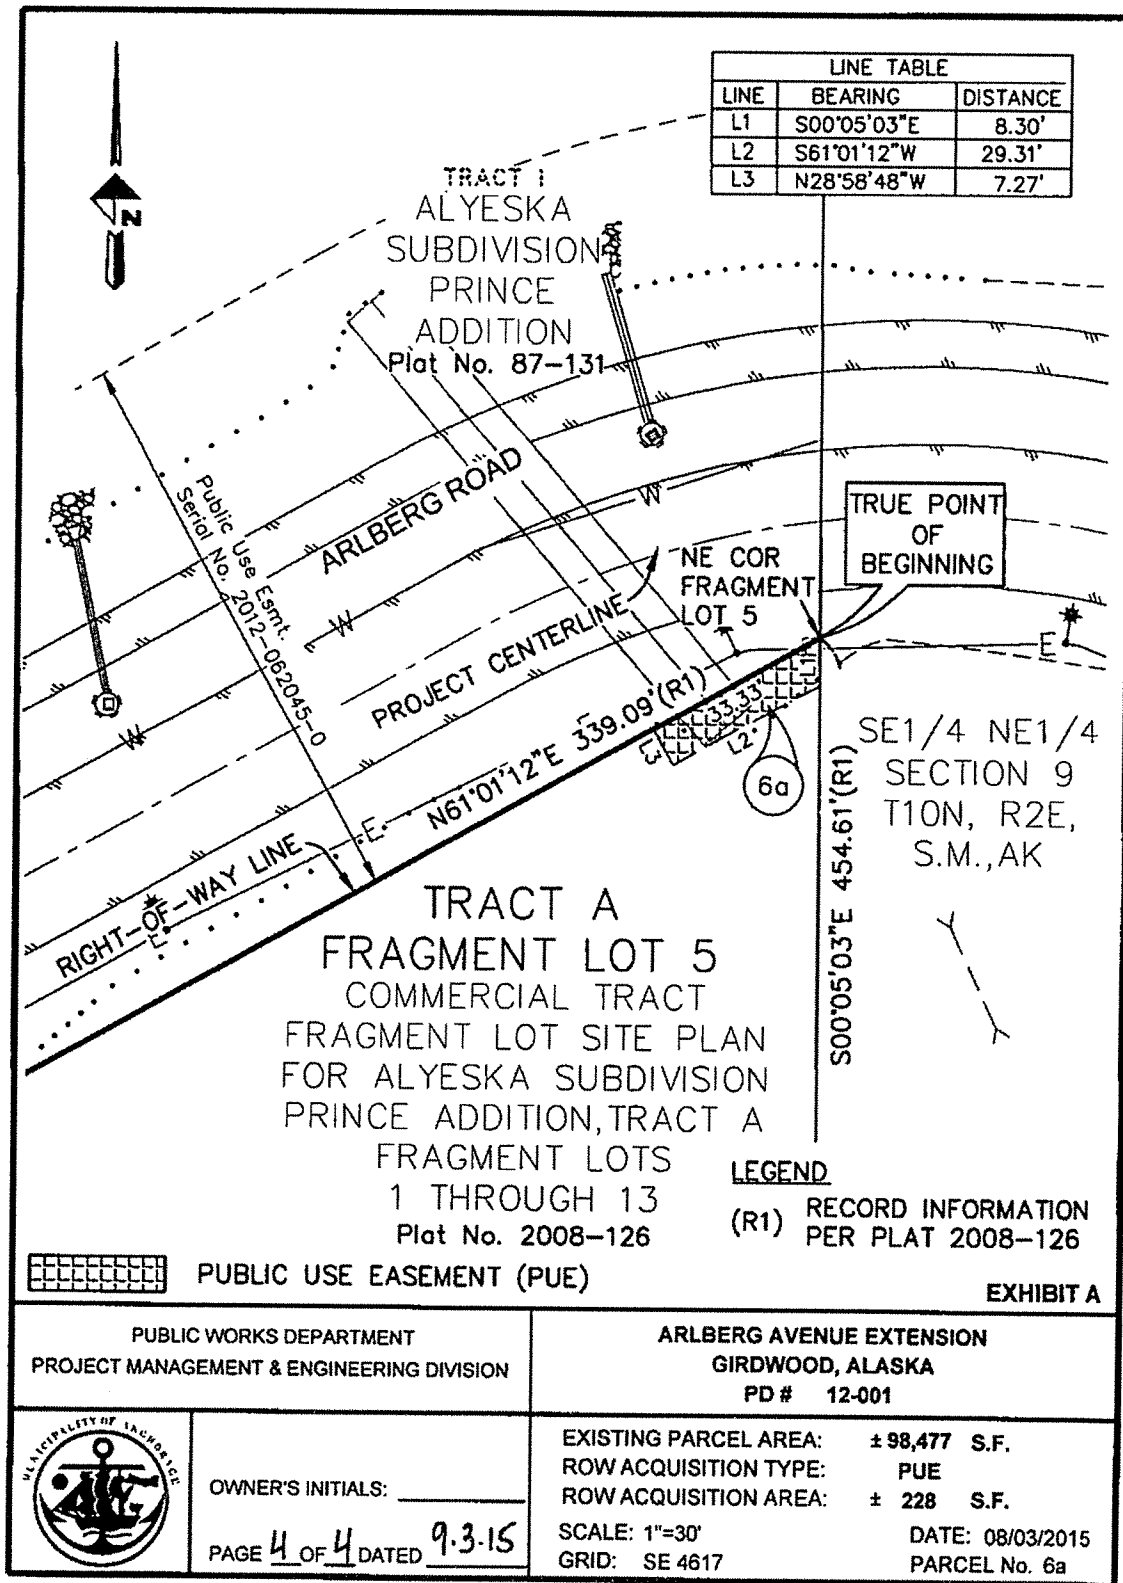 LINE TABLE
LINE BEARING DISTANCE
L1 S00°05'03"E 8.30'
L2 S61°01'12"W 29.31'
L3 N28°58'48"W 7.27'
N
TRACT 1
ALYESKA
SUBDIVISION
PRINCE
ADDITION
Plat No. 87-131
Public Use Esmt.
Serial No. 2012-062045-0
ARLBERG ROAD
W
W
W
PROJECT CENTERLINE
NE COR
FRAGMENT
LOT 5
TRUE POINT
OF
BEGINNING
E
N61°01'12"E 339.09'(R1)
33.33'
L1
L2
L3
6a
E
E
E
RIGHT-OF-WAY LINE
S00°05'03"E 454.61'(R1)
SE1/4 NE1/4
SECTION 9
T10N, R2E,
S.M.,AK
TRACT A
FRAGMENT LOT 5
COMMERCIAL TRACT
FRAGMENT LOT SITE PLAN
FOR ALYESKA SUBDIVISION
PRINCE ADDITION,TRACT A
FRAGMENT LOTS
1 THROUGH 13
Plat No. 2008-126
LEGEND
(R1) RECORD INFORMATION
PER PLAT 2008-126
PUBLIC USE EASEMENT (PUE)
EXHIBIT A
PUBLIC WORKS DEPARTMENT
PROJECT MANAGEMENT & ENGINEERING DIVISION
ARLBERG AVENUE EXTENSION
GIRDWOOD, ALASKA
PD # 12-001
MUNICIPALITY OF ANCHORAGE
OWNER'S INITIALS:
PAGE 4 OF 4 DATED 9.3.15
EXISTING PARCEL AREA: ± 98,477 S.F.
ROW ACQUISITION TYPE: PUE
ROW ACQUISITION AREA: ± 228 S.F.
SCALE: 1"=30' DATE: 08/03/2015
GRID: SE 4617 PARCEL No. 6a